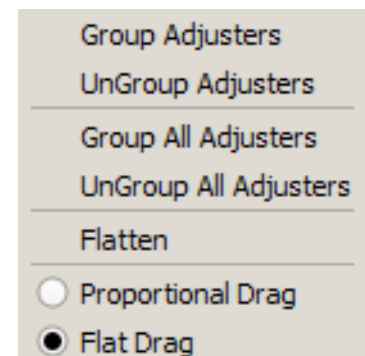 Group Adjusters
UnGroup Adjusters
Group All Adjusters
UnGroup All Adjusters
Flatten
Proportional Drag
Flat Drag